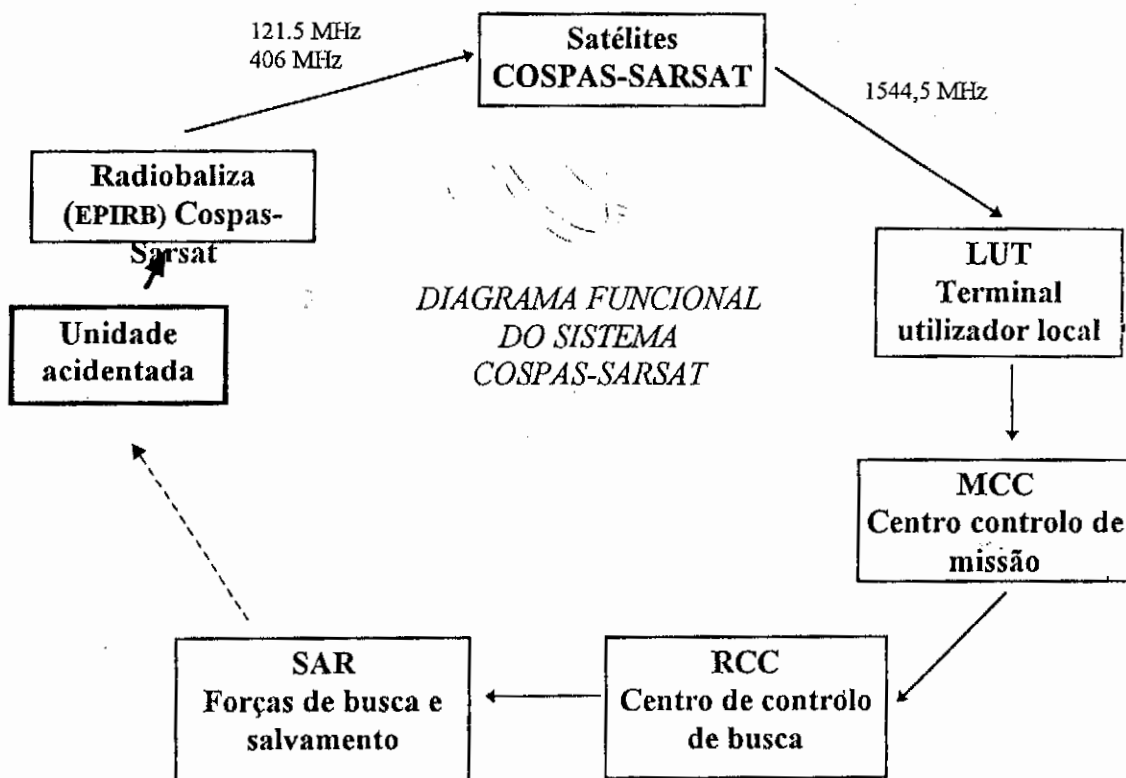 121.5 MHz
406 MHz
Satélites
COSPAS-SARSAT
1544,5 MHz
Radiobaliza
(EPIRB) Cospas-
Sarsat
LUT
Terminal
utilizador local
DIAGRAMA FUNCIONAL
DO SISTEMA
COSPAS-SARSAT
Unidade
acidentada
MCC
Centro controlo de
missão
SAR
Forças de busca e
salvamento
RCC
Centro de controlo
de busca